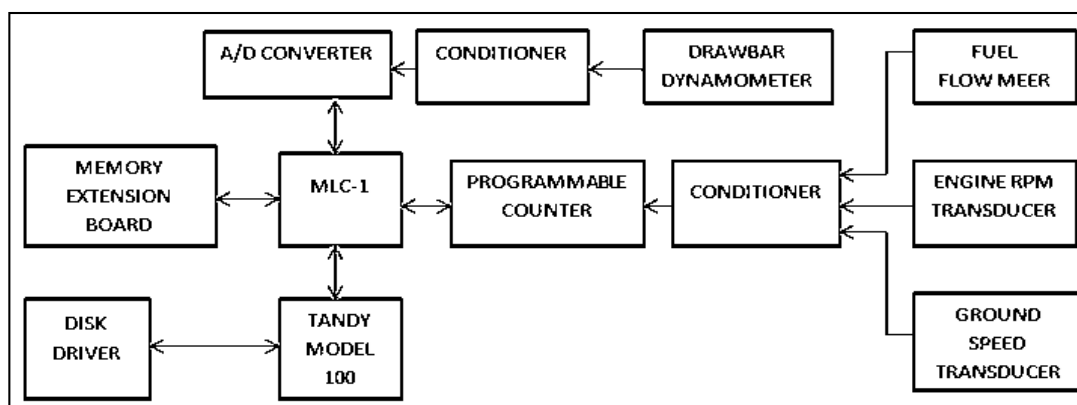 A/D CONVERTER
CONDITIONER
DRAWBAR
DYNAMOMETER
FUEL
FLOW MEER
MEMORY
EXTENSION
BOARD
MLC-1
PROGRAMMABLE
COUNTER
CONDITIONER
ENGINE RPM
TRANSDUCER
DISK
DRIVER
TANDY
MODEL
100
GROUND
SPEED
TRANSDUCER